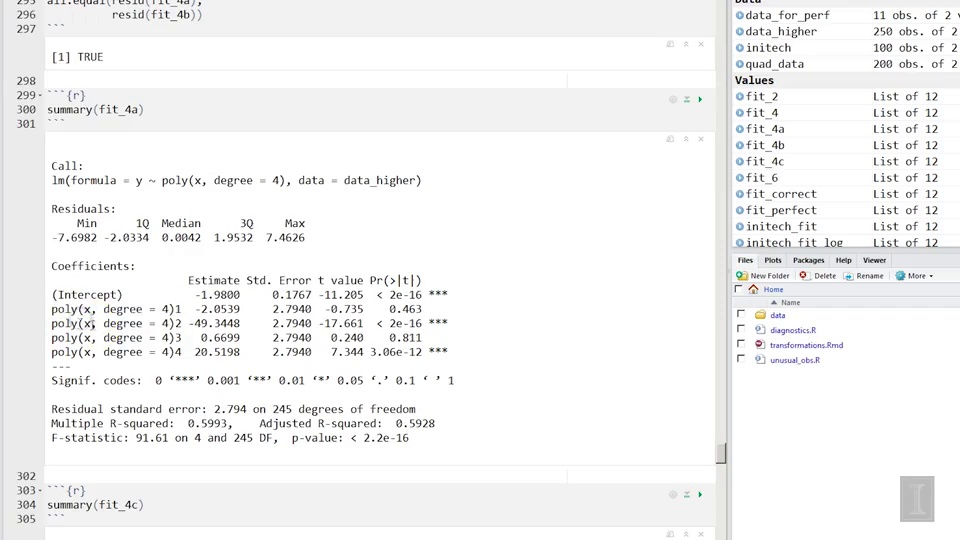 295 all.equal(resid(fit_4a),
296 resid(fit_4b))
297 ```
[1] TRUE
298
299 ```{r}
300 summary(fit_4a)
301 ```
Call:
lm(formula = y ~ poly(x, degree = 4), data = data_higher)
Residuals:
Min 1Q Median 3Q Max
-7.6982 -2.0334 0.0042 1.9532 7.4626
Coefficients:
Estimate Std. Error t value Pr(>|t|)
(Intercept) -1.9800 0.1767 -11.205 < 2e-16 ***
poly(x, degree = 4)1 -2.0539 2.7940 -0.735 0.463
poly(x, degree = 4)2 -49.3448 2.7940 -17.661 < 2e-16 ***
poly(x, degree = 4)3 0.6699 2.7940 0.240 0.811
poly(x, degree = 4)4 20.5198 2.7940 7.344 3.06e-12 ***
---
Signif. codes: 0 ‘***’ 0.001 ‘**’ 0.01 ‘*’ 0.05 ‘.’ 0.1 ‘ ’ 1
Residual standard error: 2.794 on 245 degrees of freedom
Multiple R-squared: 0.5993, Adjusted R-squared: 0.5928
F-statistic: 91.61 on 4 and 245 DF, p-value: < 2.2e-16
302
303 ```{r}
304 summary(fit_4c)
305 ```
Data
data_for_perf 11 obs. of 2 v
data_higher 250 obs. of 2
initech 100 obs. of 2
quad_data 200 obs. of 2
Values
fit_2 List of 12
fit_4 List of 12
fit_4a List of 12
fit_4b List of 12
fit_4c List of 12
fit_6 List of 12
fit_correct List of 12
fit_perfect List of 12
initech_fit List of 12
initech_fit_log List of 12
Files Plots Packages Help Viewer
New Folder Delete Rename More
Home
Name
data
diagnostics.R
transformations.Rmd
unusual_obs.R
I